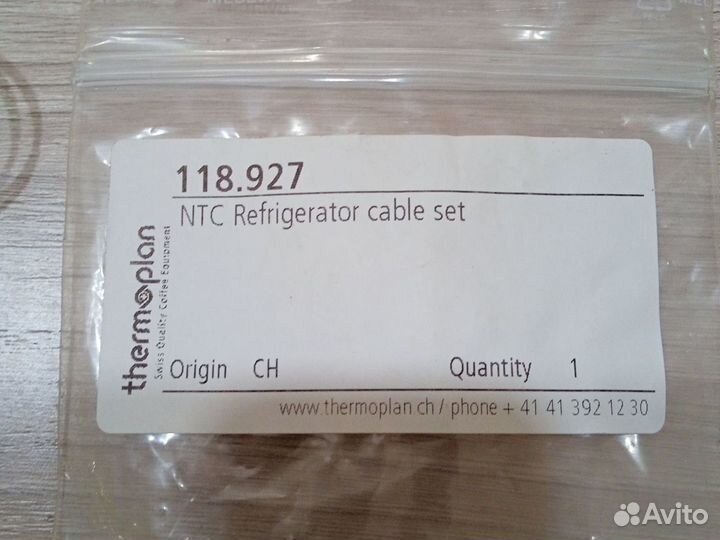 118.927
NTC Refrigerator cable set
thermoplan
Swiss Quality Coffee Equipment
Origin CH Quantity 1
www.thermoplan.ch / phone + 41 41 392 12 30
Avito